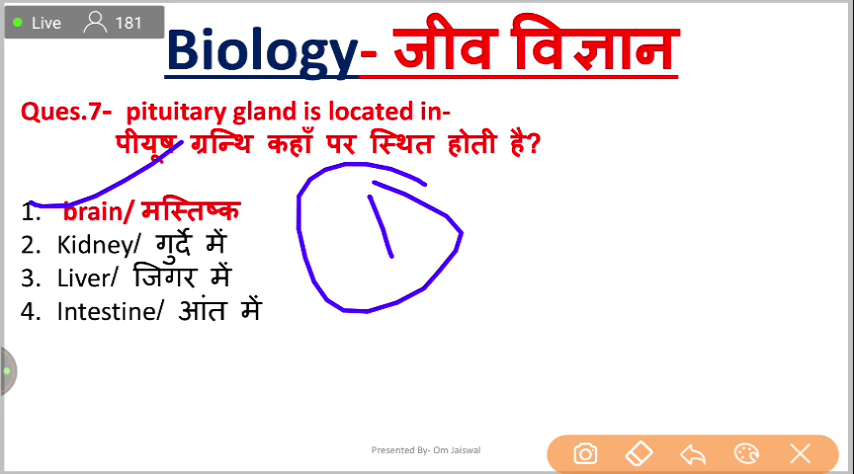 Live 181
Biology- जीव विज्ञान
Ques.7- pituitary gland is located in-
पीयूष ग्रन्थि कहाँ पर स्थित होती है?
1. brain/ मस्तिष्क
2. Kidney/ गुर्दे में
3. Liver/ जिगर में
4. Intestine/ आंत में
1
Presented By- Om Jaiswal